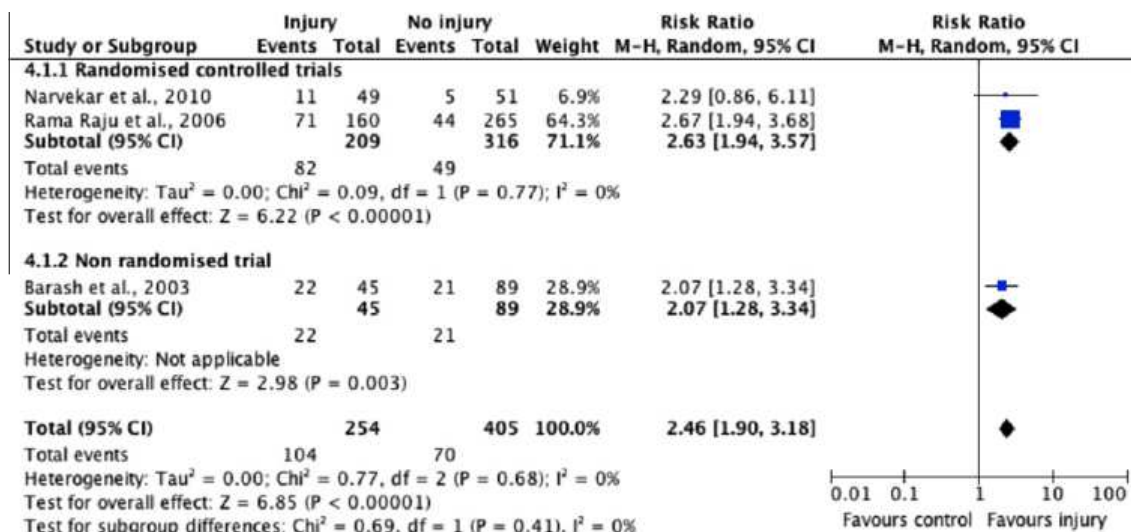 Injury No injury Risk Ratio Risk Ratio
Study or Subgroup Events Total Events Total Weight M-H, Random, 95% CI M-H, Random, 95% CI
4.1.1 Randomised controlled trials
Narvekar et al., 2010 11 49 5 51 6.9% 2.29 [0.86, 6.11]
Rama Raju et al., 2006 71 160 44 265 64.3% 2.67 [1.94, 3.68]
Subtotal (95% CI) 209 316 71.1% 2.63 [1.94, 3.57]
Total events 82 49
Heterogeneity: Tau² = 0.00; Chi² = 0.09, df = 1 (P = 0.77); I² = 0%
Test for overall effect: Z = 6.22 (P < 0.00001)
4.1.2 Non randomised trial
Barash et al., 2003 22 45 21 89 28.9% 2.07 [1.28, 3.34]
Subtotal (95% CI) 45 89 28.9% 2.07 [1.28, 3.34]
Total events 22 21
Heterogeneity: Not applicable
Test for overall effect: Z = 2.98 (P = 0.003)
Total (95% CI) 254 405 100.0% 2.46 [1.90, 3.18]
Total events 104 70
Heterogeneity: Tau² = 0.00; Chi² = 0.77, df = 2 (P = 0.68); I² = 0%
Test for overall effect: Z = 6.85 (P < 0.00001)
Test for subgroup differences: Chi² = 0.69, df = 1 (P = 0.41), I² = 0%
0.01 0.1 1 10 100
Favours control Favours injury